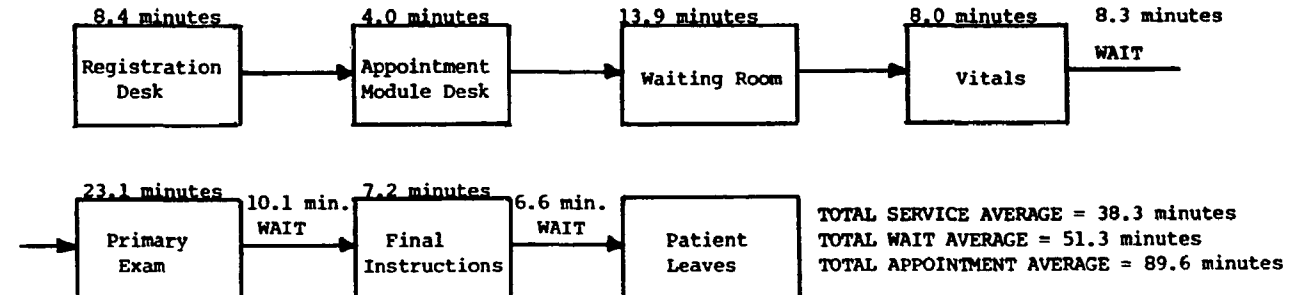 8.4 minutes
4.0 minutes
13.9 minutes
8.0 minutes
8.3 minutes
WAIT
Registration
Desk
Appointment
Module Desk
Waiting Room
Vitals
23.1 minutes
10.1 min.
WAIT
7.2 minutes
6.6 min.
WAIT
Primary
Exam
Final
Instructions
Patient
Leaves
TOTAL SERVICE AVERAGE = 38.3 minutes
TOTAL WAIT AVERAGE = 51.3 minutes
TOTAL APPOINTMENT AVERAGE = 89.6 minutes